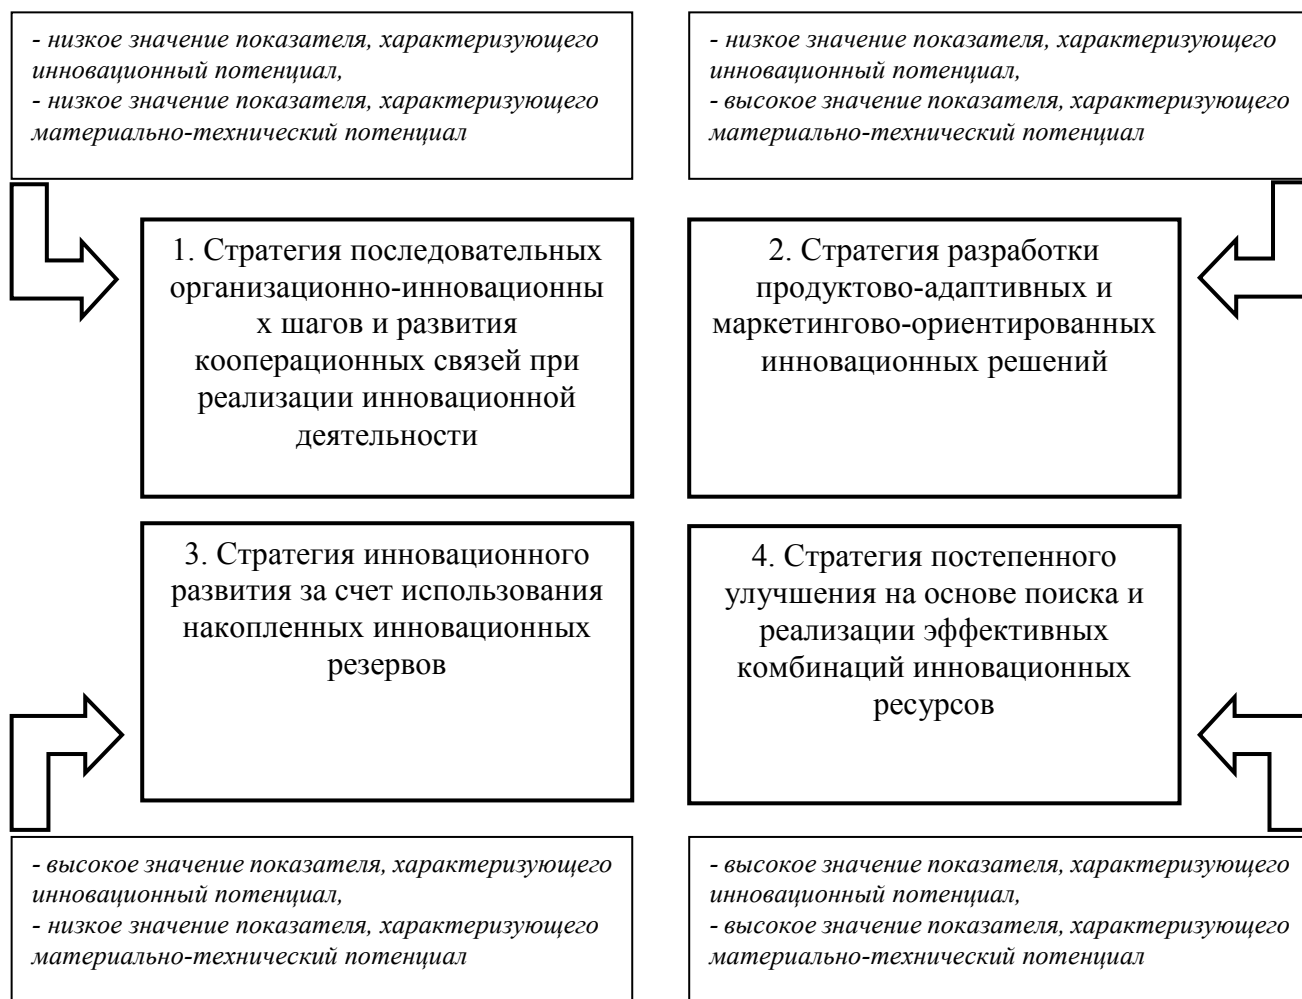 - низкое значение показателя, характеризующего
инновационный потенциал,
- низкое значение показателя, характеризующего
материально-технический потенциал
- низкое значение показателя, характеризующего
инновационный потенциал,
- высокое значение показателя, характеризующего
материально-технический потенциал
1. Стратегия последовательных
организационно-инновационны
х шагов и развития
кооперационных связей при
реализации инновационной
деятельности
2. Стратегия разработки
продуктово-адаптивных и
маркетингово-ориентированных
инновационных решений
3. Стратегия инновационного
развития за счет использования
накопленных инновационных
резервов
4. Стратегия постепенного
улучшения на основе поиска и
реализации эффективных
комбинаций инновационных
ресурсов
- высокое значение показателя, характеризующего
инновационный потенциал,
- низкое значение показателя, характеризующего
материально-технический потенциал
- высокое значение показателя, характеризующего
инновационный потенциал,
- высокое значение показателя, характеризующего
материально-технический потенциал